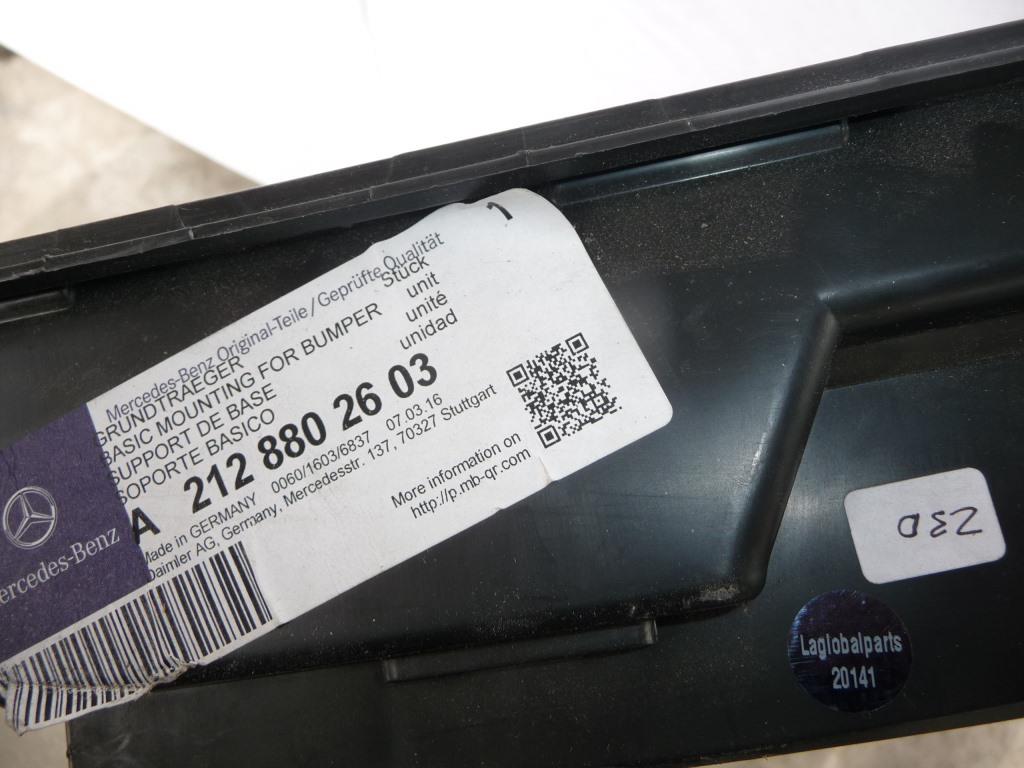 1
Mercedes-Benz Original-Teile/Geprüfte Qualität
GRUNDTRAEGER Stück
BASIC MOUNTING FOR BUMPER unit
SUPPORT DE BASE unité
SOPORTE BASICO unidad
A 212 880 26 03
Made in GERMANY 0060/1603/6837 07.03.16
Daimler AG, Germany, Mercedesstr. 137, 70327 Stuttgart
More information on
http://p.mb-qr.com
Mercedes-Benz
Laglobalparts
20141